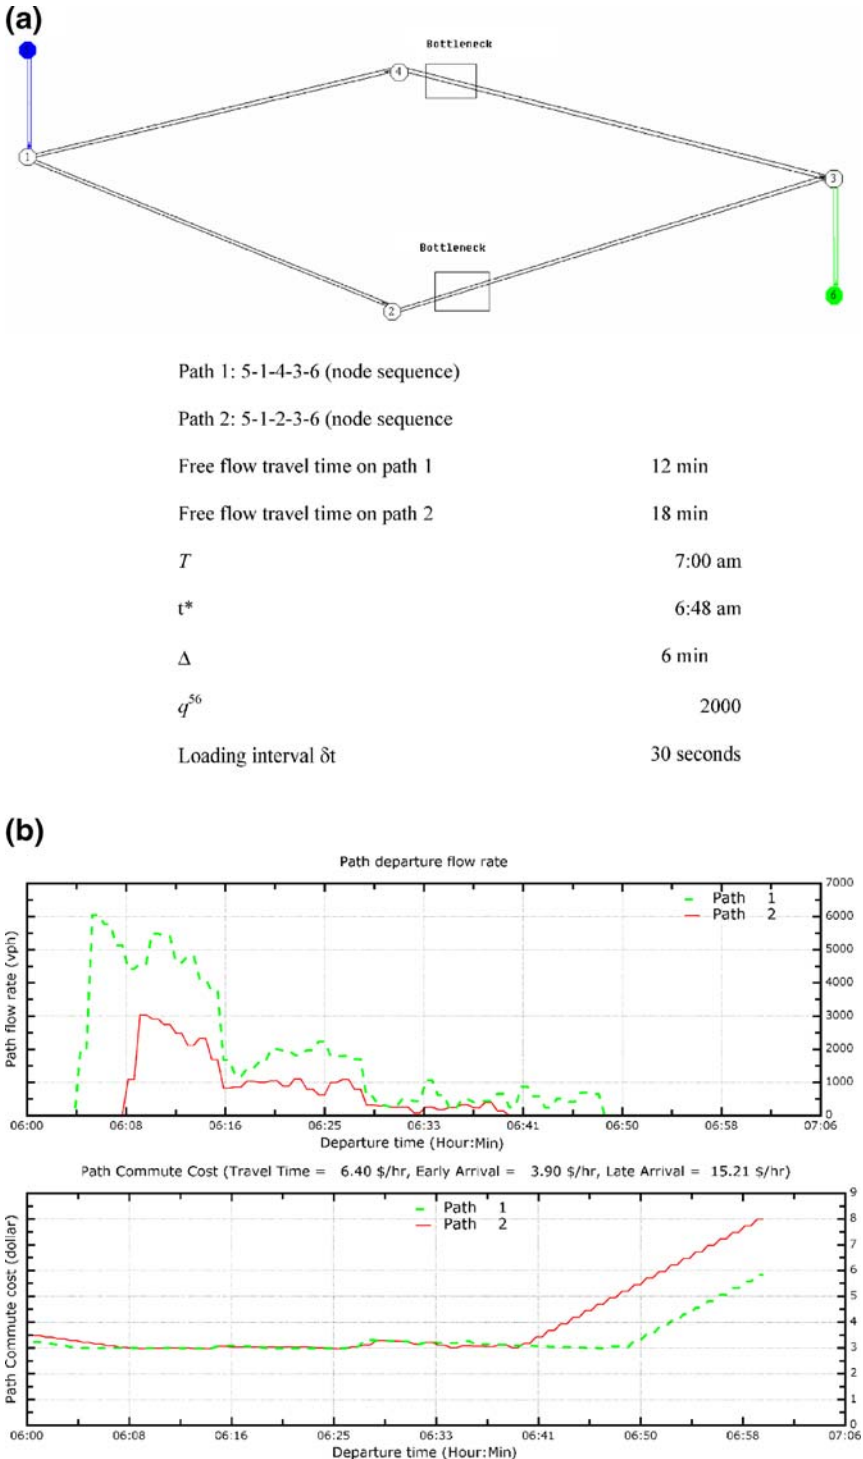 (a)
Bottleneck
4
1
3
Bottleneck
2
6
Path 1: 5-1-4-3-6 (node sequence)
Path 2: 5-1-2-3-6 (node sequence
Free flow travel time on path 1 12 min
Free flow travel time on path 2 18 min
T 7:00 am
t* 6:48 am
Δ 6 min
q56 2000
Loading interval δt 30 seconds
(b)
Path departure flow rate
Path flow rate (vph)
Path 1
Path 2
7000
6000
5000
4000
3000
2000
1000
0
06:00 06:08 06:16 06:25 06:33 06:41 06:50 06:58 07:06
Departure time (Hour:Min)
Path Commute Cost (Travel Time = 6.40 $/hr, Early Arrival = 3.90 $/hr, Late Arrival = 15.21 $/hr)
Path Commute cost (dollar)
Path 1
Path 2
9
8
7
6
5
4
3
2
1
0
06:00 06:08 06:16 06:25 06:33 06:41 06:50 06:58 07:06
Departure time (Hour:Min)